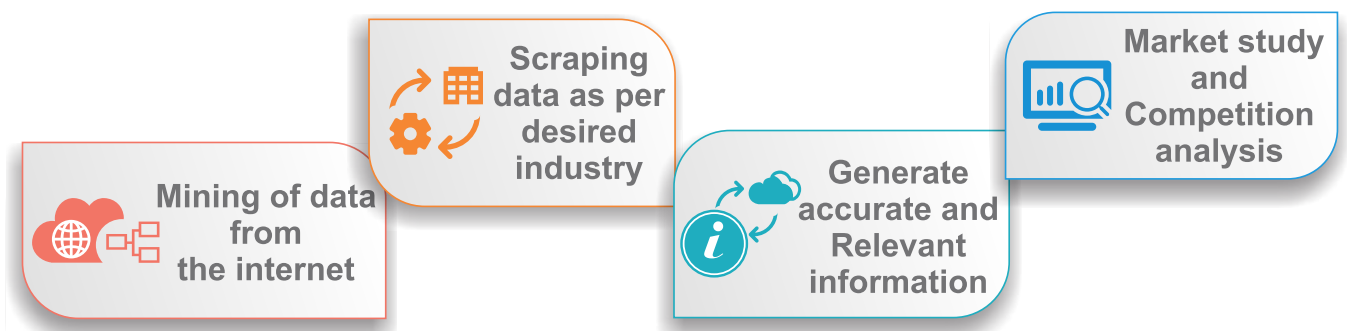 Mining of data
from
the internet
Scraping
data as per
desired
industry
Generate
accurate and
Relevant
information
Market study
and
Competition
analysis